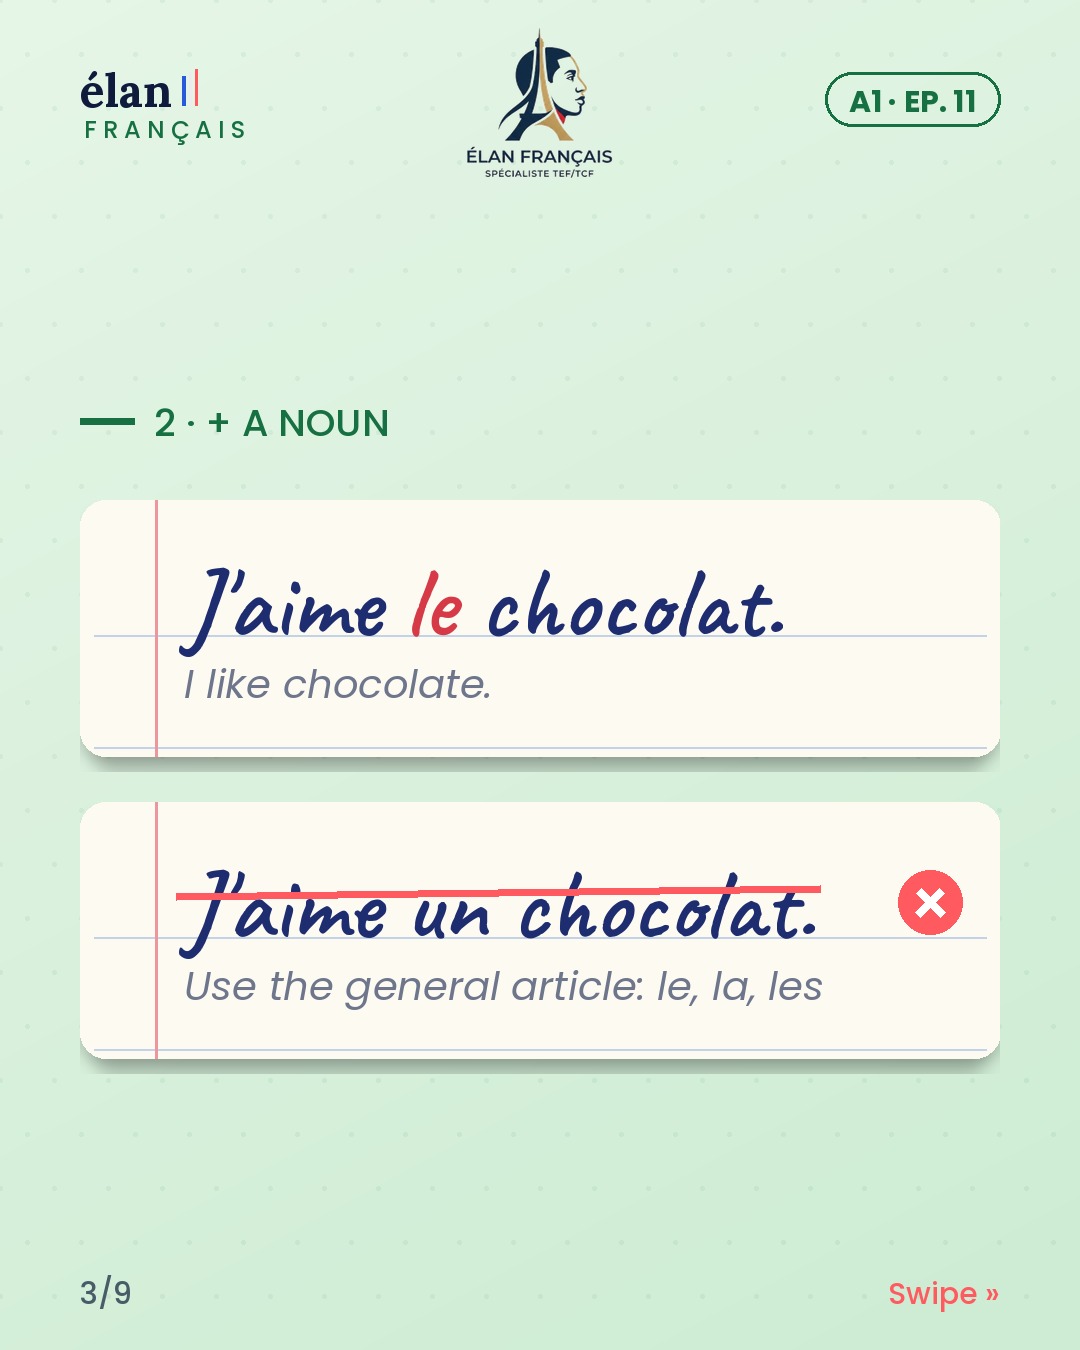 élan
FRANÇAIS
ÉLAN FRANÇAIS
SPÉCIALISTE TEF/TCF
A1 · EP. 11
2 · + A NOUN
J'aime le chocolat.
I like chocolate.
J'aime un chocolat.
Use the general article: le, la, les
3/9
Swipe »